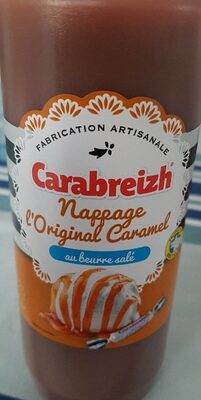 FABRICATION ARTISANALE
Carabreizh
Nappage
l'Original Caramel
au beurre salé